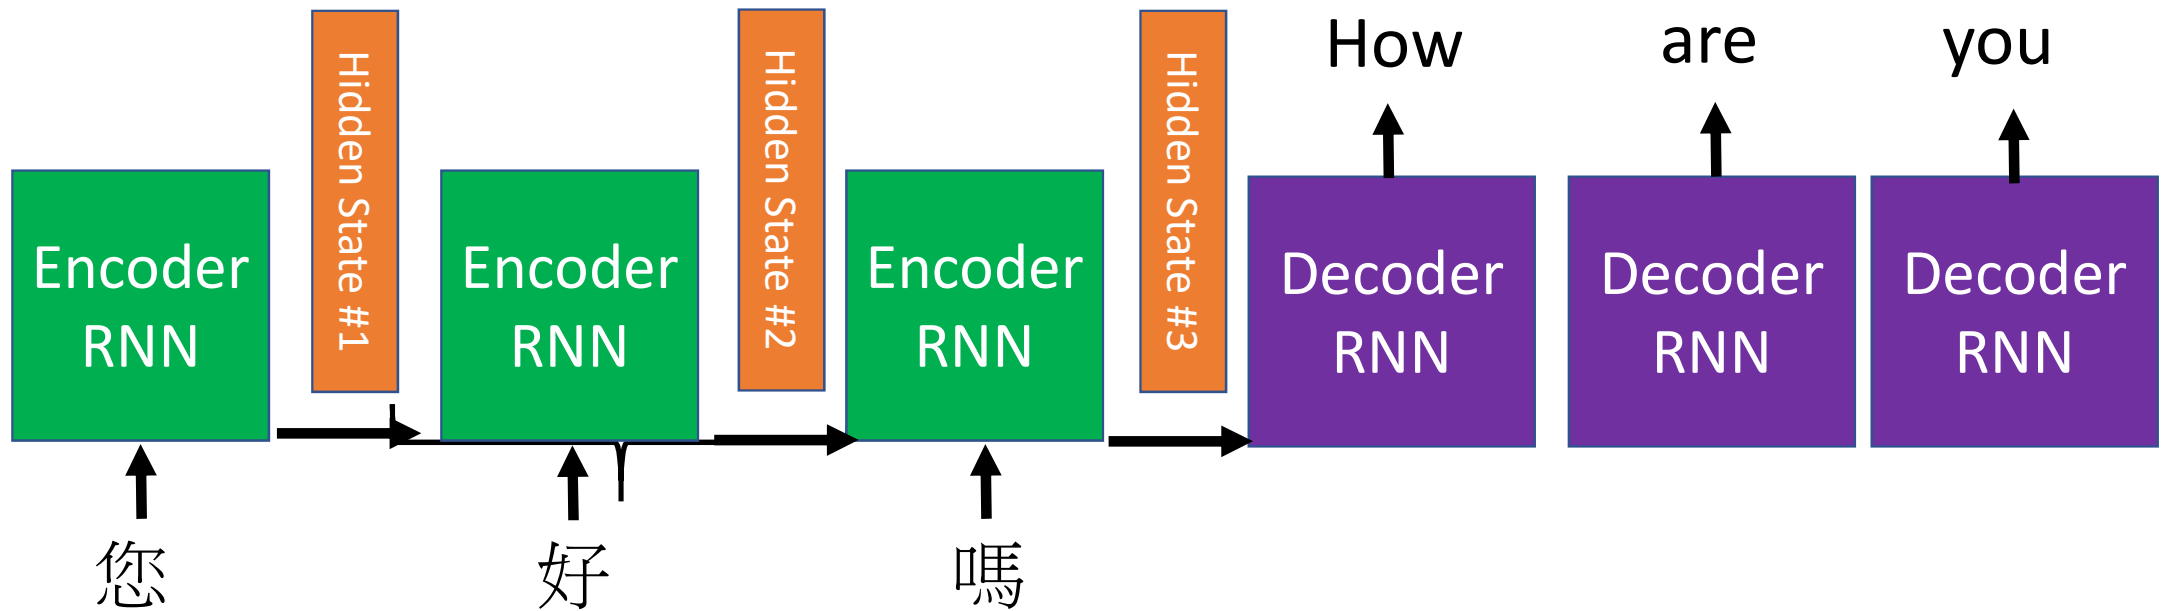 Hidden State #1
Hidden State #2
Hidden State #3
How are you
Encoder
RNN
Encoder
RNN
Encoder
RNN
Decoder
RNN
Decoder
RNN
Decoder
RNN
您 好 嗎